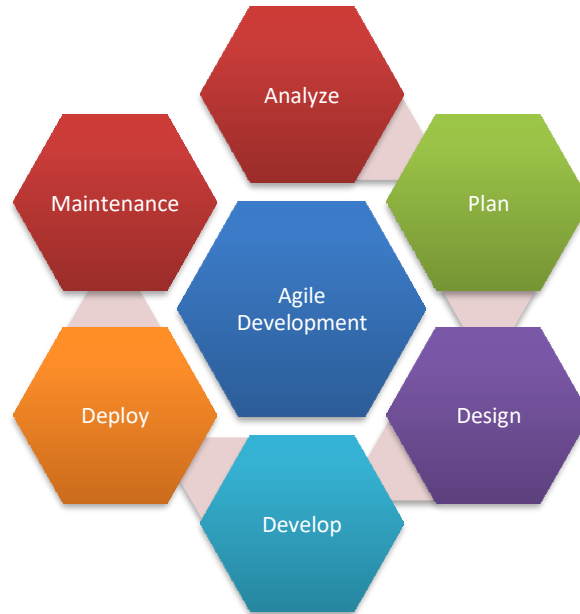 Analyze
Maintenance
Plan
Agile
Development
Deploy
Design
Develop